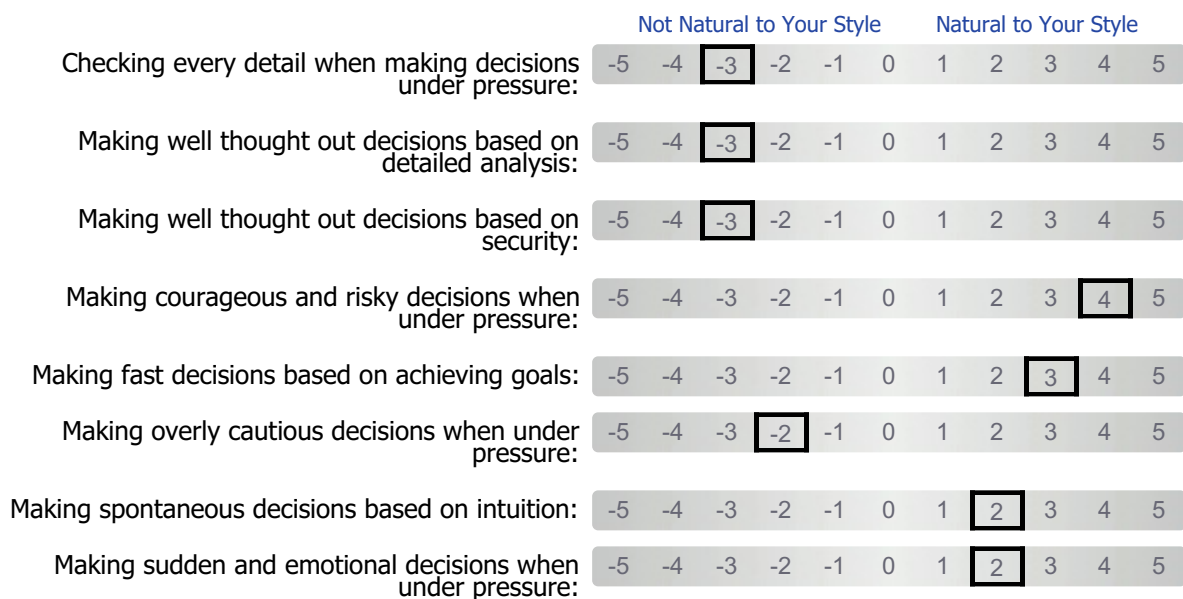 Not Natural to Your Style Natural to Your Style
Checking every detail when making decisions -5 -4 -3 -2 -1 0 1 2 3 4 5
under pressure:
Making well thought out decisions based on -5 -4 -3 -2 -1 0 1 2 3 4 5
detailed analysis:
Making well thought out decisions based on -5 -4 -3 -2 -1 0 1 2 3 4 5
security:
Making courageous and risky decisions when -5 -4 -3 -2 -1 0 1 2 3 4 5
under pressure:
Making fast decisions based on achieving goals: -5 -4 -3 -2 -1 0 1 2 3 4 5
Making overly cautious decisions when under -5 -4 -3 -2 -1 0 1 2 3 4 5
pressure:
Making spontaneous decisions based on intuition: -5 -4 -3 -2 -1 0 1 2 3 4 5
Making sudden and emotional decisions when -5 -4 -3 -2 -1 0 1 2 3 4 5
under pressure: